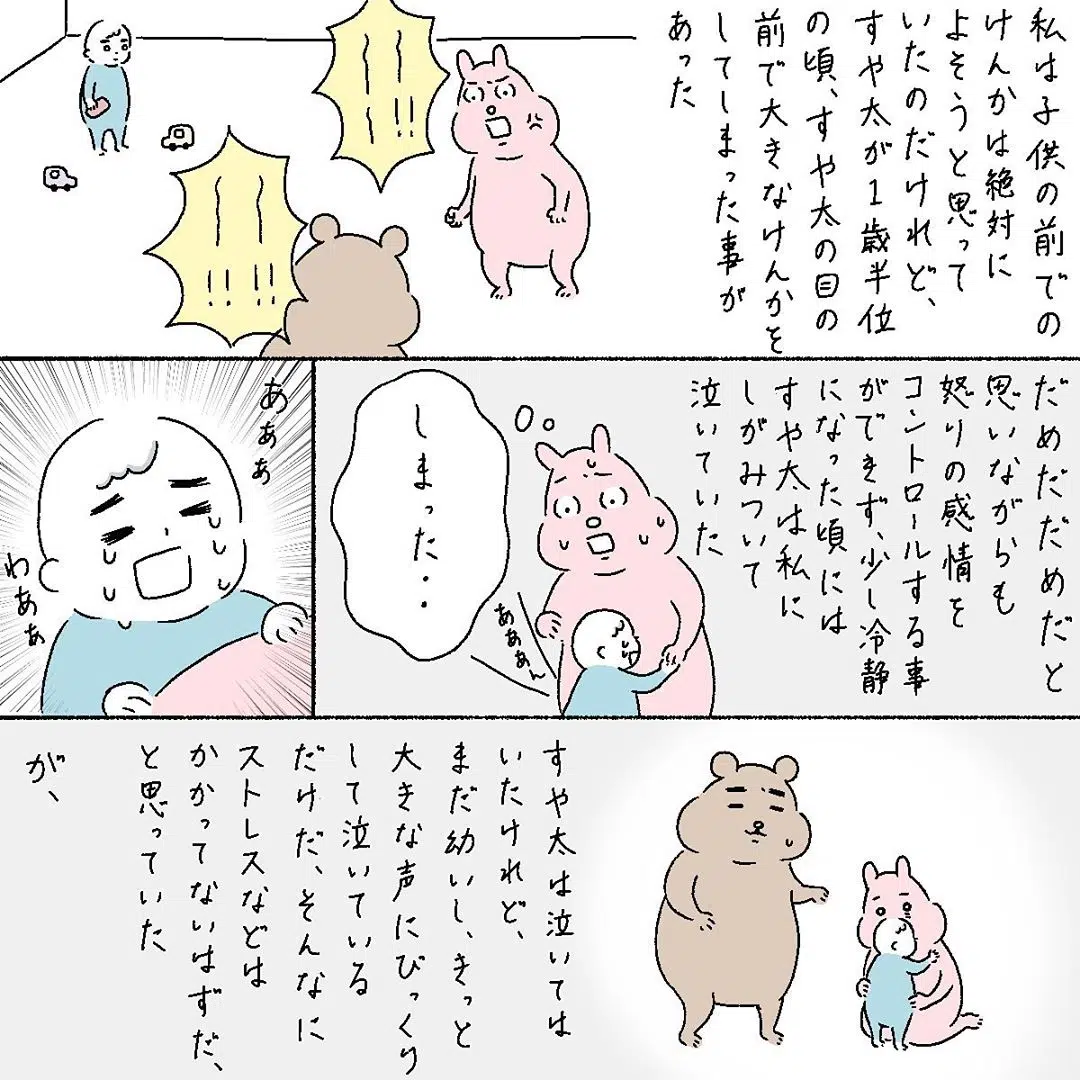 私は子供の前での
けんかは絶対に
よそうと思って
いたのだけれど、
すや太が1歳半位
の頃、すや太の目の
前で大きなけんかを
してしまった事が
あった
だめだだめだと
思いながらも
怒りの感情を
コントロールする事
ができず、少し冷静
になった頃には
すや太は私に
しがみついて
泣いていた
しまった・・
あぁぁん
あぁぁ
わぁぁ
すや太は泣いては
いたけれど、
まだ幼いし、きっと
大きな声にびっくり
して泣いている
だけだ、そんなに
ストレスなどは
かかってないはずだ、
と思っていた
が、